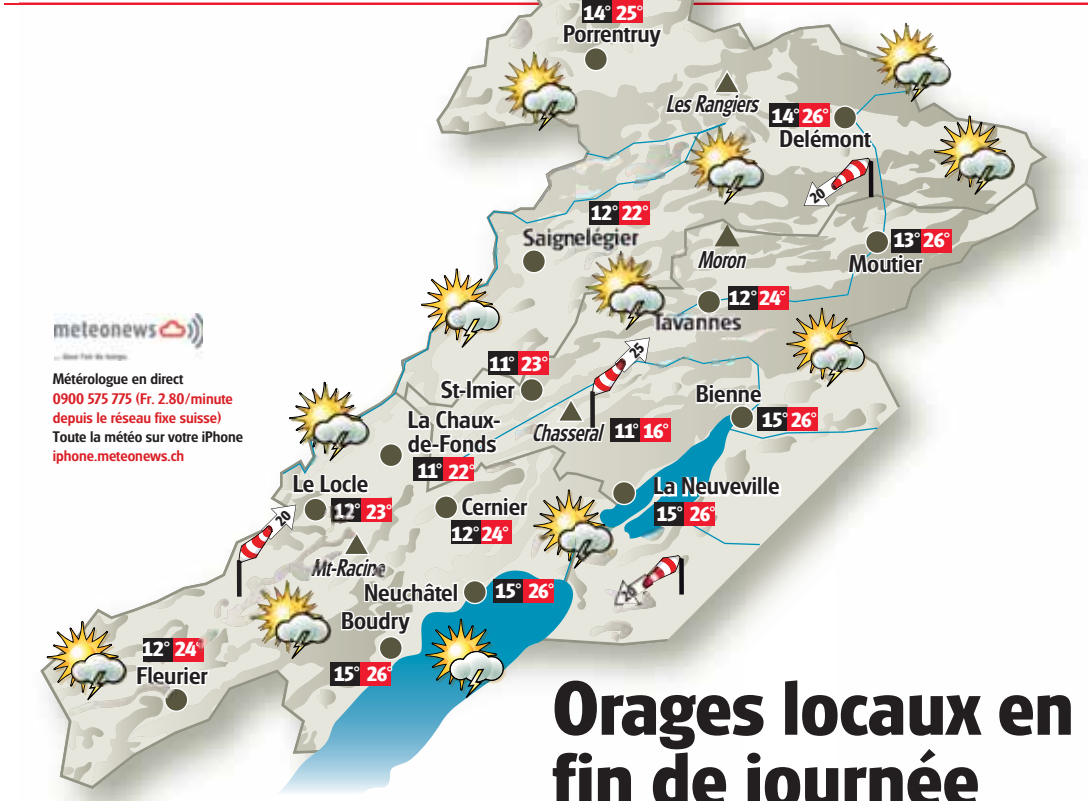 14° 25°
Porrentruy
Les Rangiers
14° 26°
Delémont
20
12° 22°
Saignelégier
Moron
13° 26°
Moutier
12° 24°
Tavannes
meteonews
Métérologue en direct
0900 575 775 (Fr. 2.80/minute
depuis le réseau fixe suisse)
Toute la météo sur votre iPhone
iphone.meteonews.ch
11° 23°
St-Imier
25
Bienne
15° 26°
Chasseral 11° 16°
La Chaux-
de-Fonds
11° 22°
Le Locle
12° 23°
20
Cernier
12° 24°
La Neuveville
15° 26°
Mt-Racine
20
Neuchâtel 15° 26°
Boudry
15° 26°
12° 24°
Fleurier
Orages locaux en
fin de journée